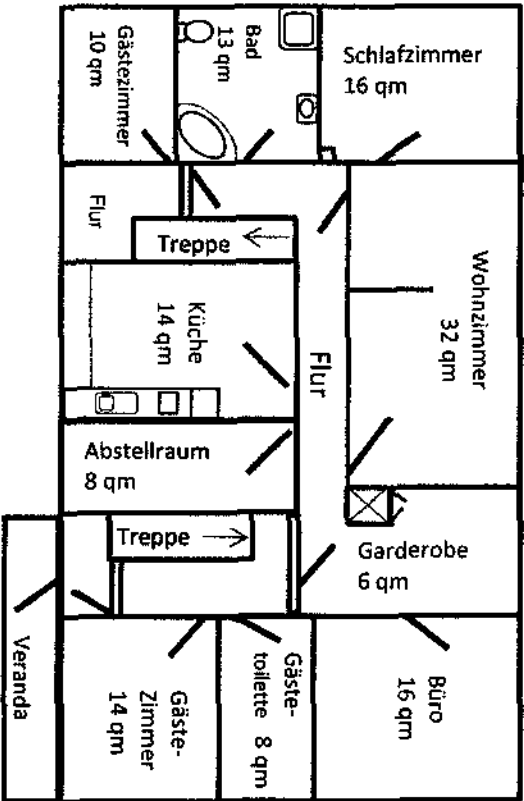 Gästezimmer
10 qm
Bad
13 qm
Schlafzimmer
16 qm
Flur
Treppe
Wohnzimmer
32 qm
Küche
14 qm
Flur
Abstellraum
8 qm
Treppe
Garderobe
6 qm
Veranda
Gäste-
Zimmer
14 qm
Gäste-
toilette 8 qm
Büro
16 qm